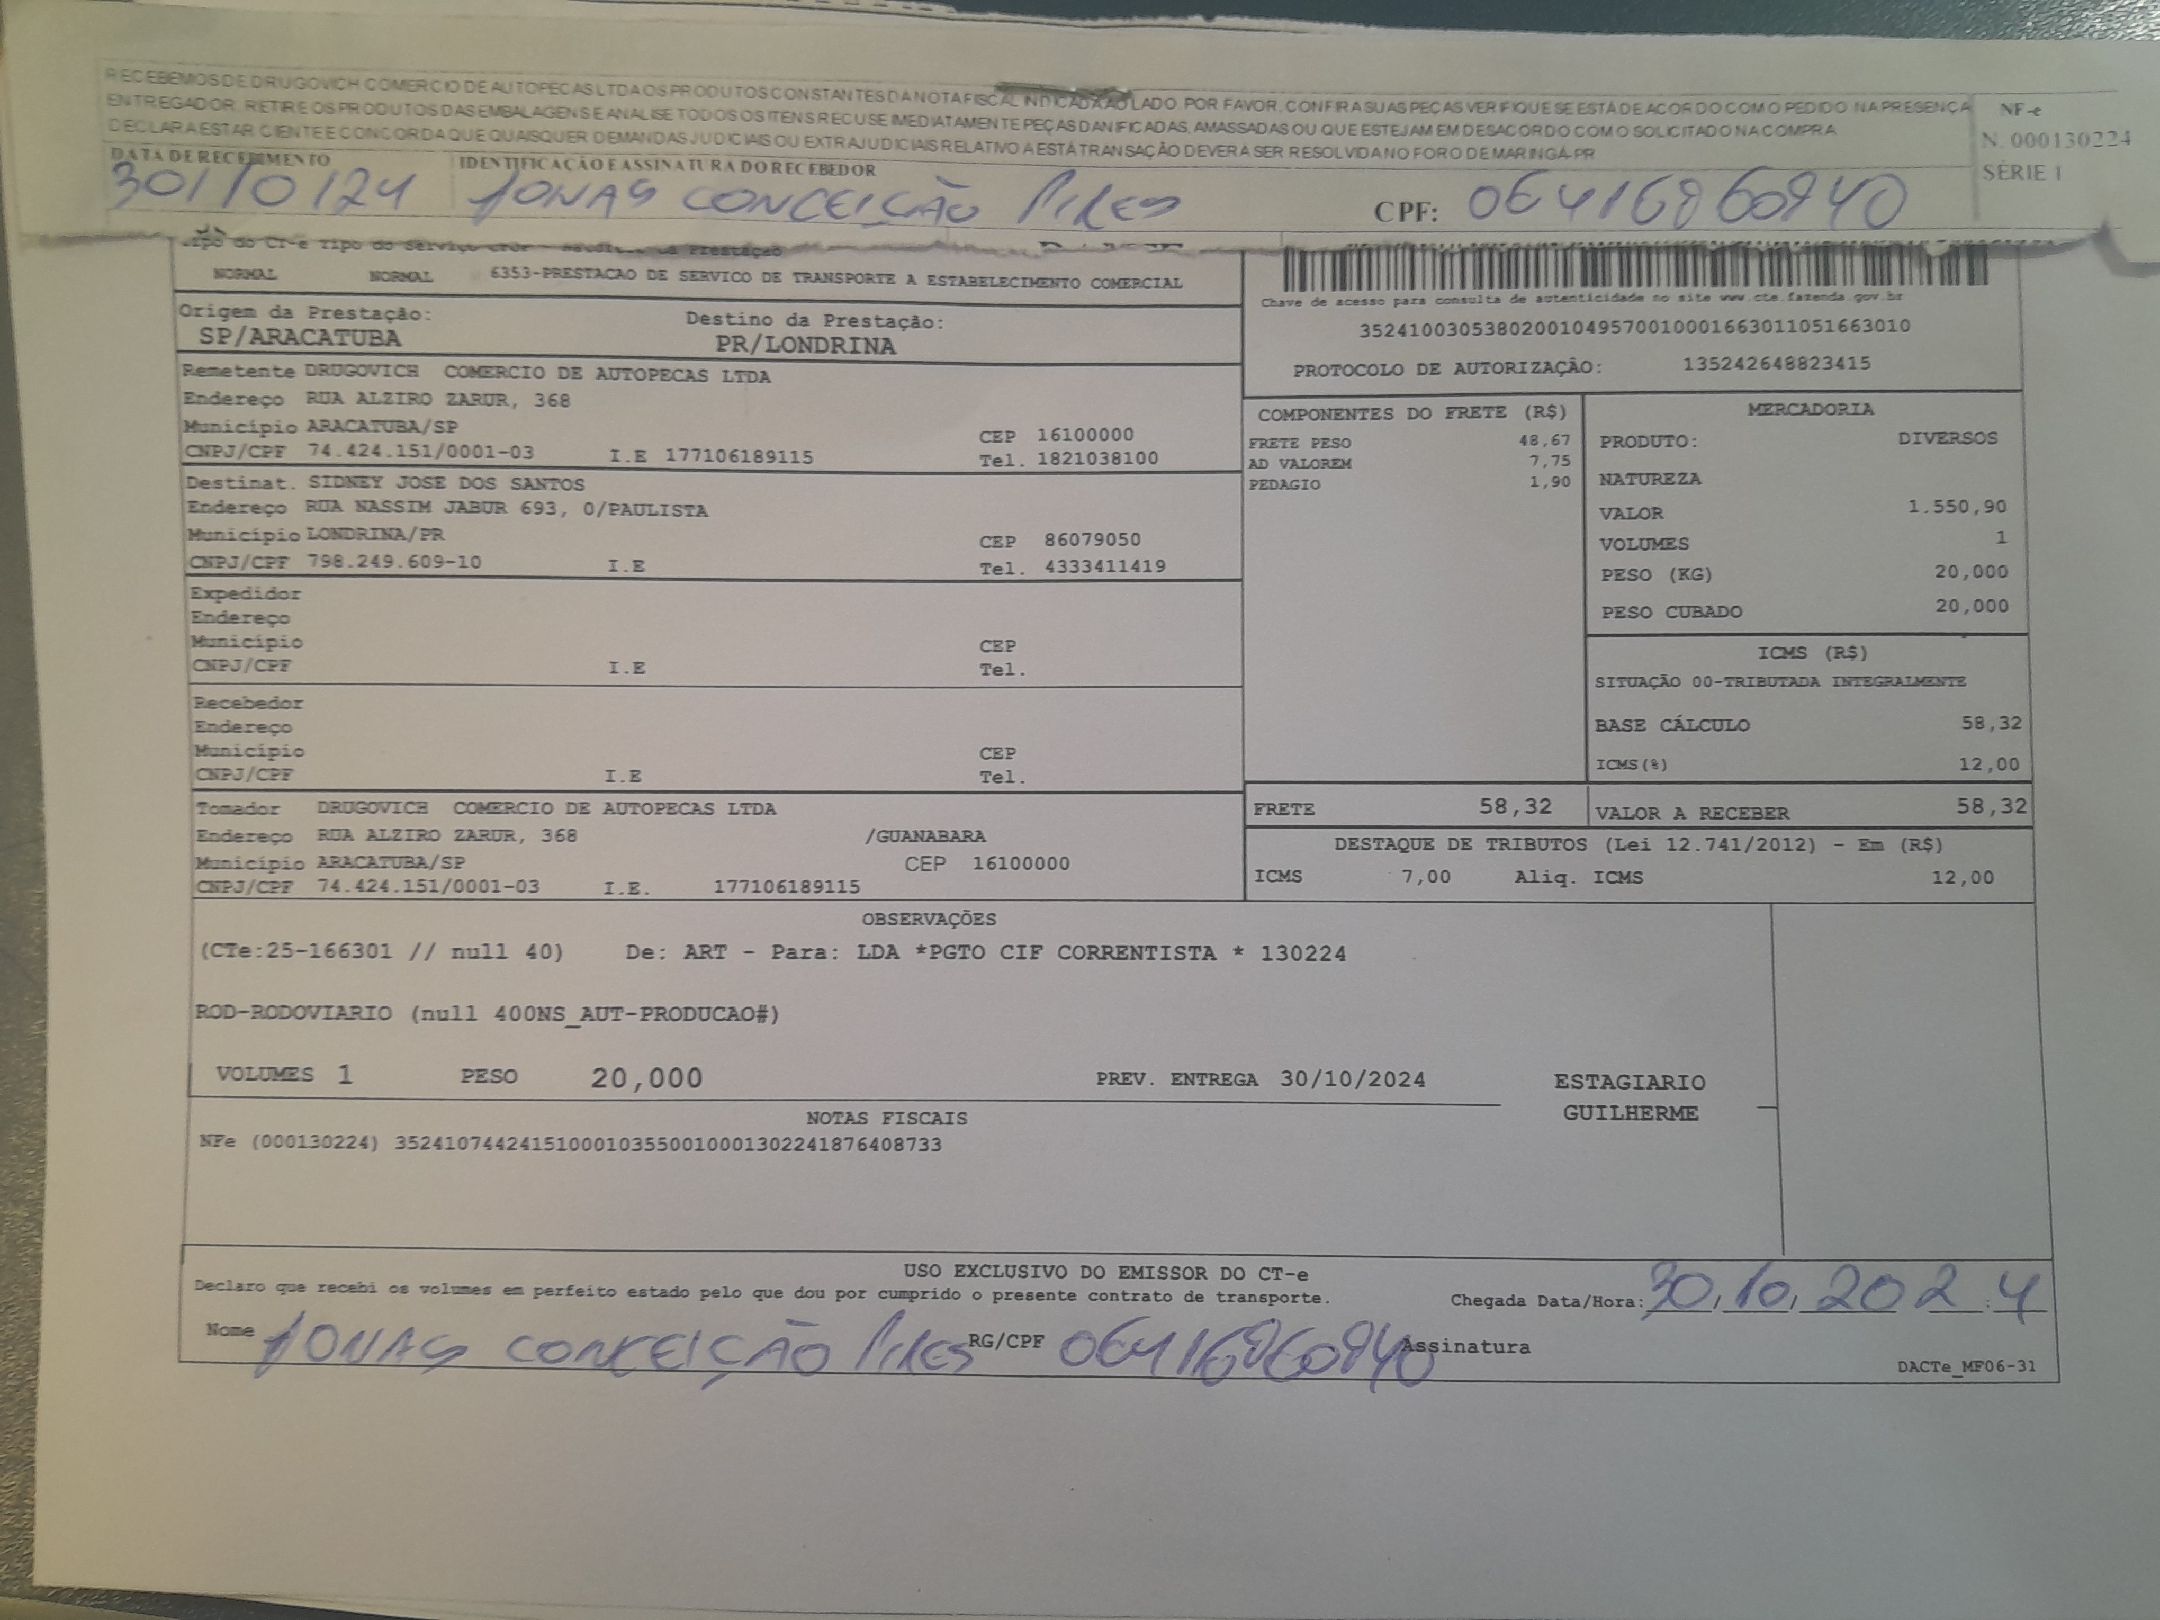 RECEBEMOS DE DRUGOVICH COMERCIO DE AUTOPECAS LTDA OS PRODUTOS CONSTANTES DA NOTA FISCAL INDICADA AO LADO. POR FAVOR, CONFIRA SUAS PEÇAS VERIFIQUE SE ESTÁ DE ACORDO COM O PEDIDO NA PRESENÇA
ENTREGADOR. RETIRE OS PRODUTOS DAS EMBALAGENS E ANALISE TODOS OS ITENS RECUSE IMEDIATAMENTE PEÇAS DANIFICADAS, AMASSADAS OU QUE ESTEJAM EM DESACORDO COM O SOLICITADO NA COMPRA
DECLARA ESTAR CIENTE E CONCORDA QUE QUAISQUER DEMANDAS JUDICIAIS OU EXTRAJUDICIAIS RELATIVO A ESTÁ TRANSAÇÃO DEVERÁ SER RESOLVIDA NO FORO DE MARINGÁ-PR
NF-e
N. 000130224
SÉRIE 1
DATA DE RECEBIMENTO IDENTIFICAÇÃO E ASSINATURA DO RECEBEDOR
30/10/24 JONAS CONCEIÇÃO PIRES CPF:
Tipo do CT-e Tipo do Serviço Prestação
NORMAL NORMAL 6353-PRESTACAO DE SERVICO DE TRANSPORTE A ESTABELECIMENTO COMERCIAL
Chave de acesso para consulta de autenticidade no site www.cte.fazenda.gov.br
35241003053802001049570010001663011051663010
PROTOCOLO DE AUTORIZAÇÃO: 135242648823415
Origem da Prestação: Destino da Prestação:
SP/ARACATUBA PR/LONDRINA
Remetente DRUGOVICH COMERCIO DE AUTOPECAS LTDA
Endereço RUA ALZIRO ZARUR, 368
Município ARACATUBA/SP CEP 16100000
CNPJ/CPF 74.424.151/0001-03 I.E 177106189115 Tel. 1821038100
Destinat. SIDNEY JOSE DOS SANTOS
Endereço RUA NASSIM JABUR 693, 0/PAULISTA
Município LONDRINA/PR CEP 86079050
CNPJ/CPF 798.249.609-10 I.E Tel. 4333411419
Expedidor
Endereço
Município CEP
CNPJ/CPF I.E Tel.
Recebedor
Endereço
Município CEP
CNPJ/CPF I.E Tel.
Tomador DRUGOVICH COMERCIO DE AUTOPECAS LTDA
Endereço RUA ALZIRO ZARUR, 368 /GUANABARA
Município ARACATUBA/SP CEP 16100000
CNPJ/CPF 74.424.151/0001-03 I.E. 177106189115
COMPONENTES DO FRETE (R$)
FRETE PESO 48,67
AD VALOREM 7,75
PEDAGIO 1,90
MERCADORIA
PRODUTO: DIVERSOS
NATUREZA
VALOR 1.550,90
VOLUMES 1
PESO (KG) 20,000
PESO CUBADO 20,000
ICMS (R$)
SITUAÇÃO 00-TRIBUTADA INTEGRALMENTE
BASE CÁLCULO 58,32
ICMS(%) 12,00
FRETE 58,32 VALOR A RECEBER 58,32
DESTAQUE DE TRIBUTOS (Lei 12.741/2012) - Em (R$)
ICMS 7,00 Aliq. ICMS 12,00
OBSERVAÇÕES
(CTe:25-166301 // null 40) De: ART - Para: LDA *PGTO CIF CORRENTISTA * 130224
ROD-RODOVIARIO (null 400NS_AUT-PRODUCAO#)
VOLUMES 1 PESO 20,000 PREV. ENTREGA 30/10/2024 ESTAGIARIO
GUILHERME
NOTAS FISCAIS
NFe (000130224) 35241074424151000103550010001302241876408733
USO EXCLUSIVO DO EMISSOR DO CT-e
Declaro que recebi os volumes em perfeito estado pelo que dou por cumprido o presente contrato de transporte. Chegada Data/Hora: 30,10,2024
Nome JONAS CONCEIÇÃO PIRES RG/CPF Assinatura
DACTe_MF06-31